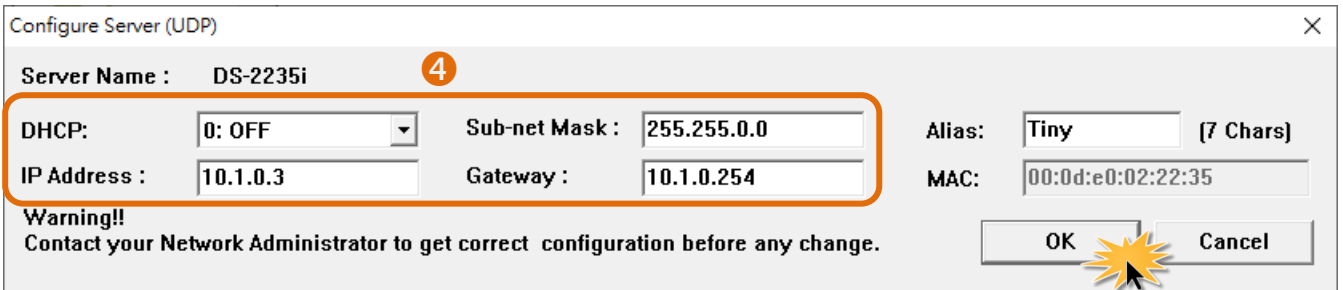 Configure Server (UDP)
Server Name : DS-2235i 4
DHCP: 0: OFF Sub-net Mask : 255.255.0.0 Alias: Tiny (7 Chars)
IP Address : 10.1.0.3 Gateway : 10.1.0.254 MAC: 00:0d:e0:02:22:35
Warning!!
Contact your Network Administrator to get correct configuration before any change.
OK Cancel